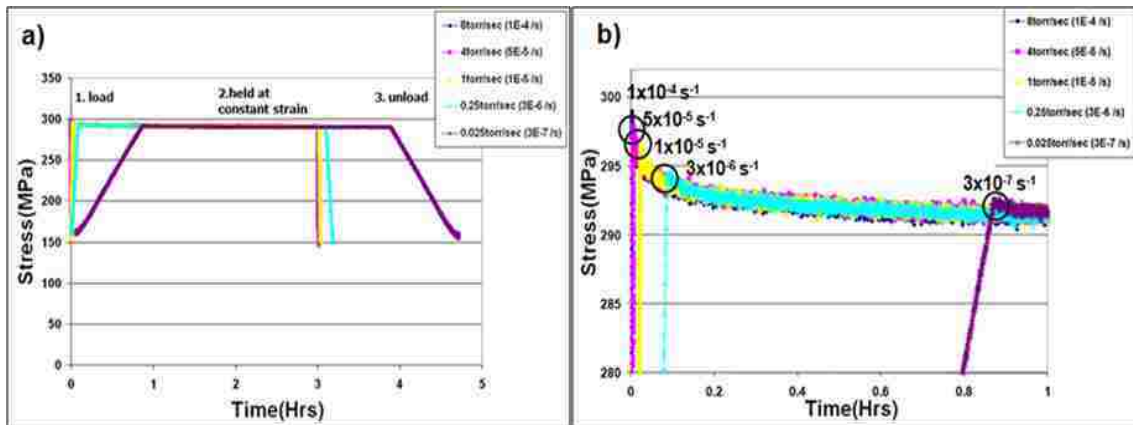 a)
8torr/sec (1E-4 /s)
4torr/sec (5E-5 /s)
1torr/sec (1E-5 /s)
0.25torr/sec (3E-6 /s)
0.025torr/sec (3E-7 /s)
1. load
2.held at
constant strain
3. unload
Stress(MPa)
350
300
250
200
150
100
50
0
0 1 2 3 4 5
Time(Hrs)
b)
8torr/sec (1E-4 /s)
4torr/sec (5E-5 /s)
1torr/sec (1E-5 /s)
0.25torr/sec (3E-6 /s)
0.025torr/sec (3E-7 /s)
1x10⁻⁴ s⁻¹
5x10⁻⁵ s⁻¹
1x10⁻⁵ s⁻¹
3x10⁻⁶ s⁻¹
3x10⁻⁷ s⁻¹
Stress(MPa)
300
295
290
285
280
0 0.2 0.4 0.6 0.8 1
Time(Hrs)